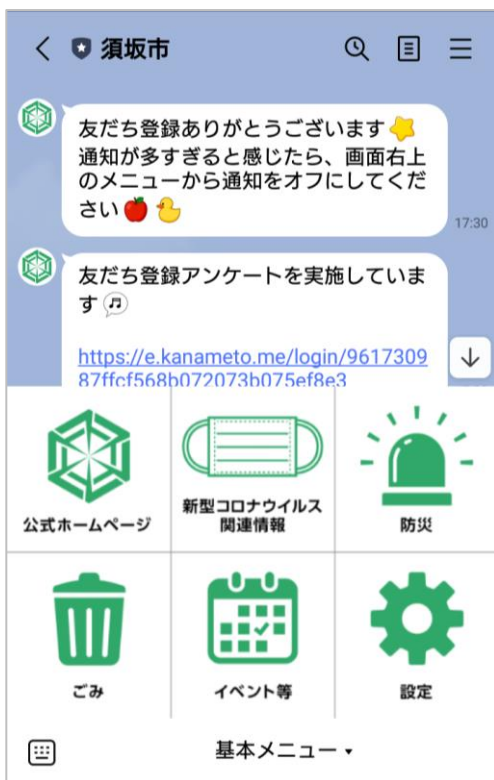 須坂市
友だち登録ありがとうございます
通知が多すぎると感じたら、画面右上
のメニューから通知をオフにしてくだ
さい
17:30
友だち登録アンケートを実施していま
す
https://e.kanameto.me/login/9617309
87ffcf568b072073b075ef8e3
公式ホームページ
新型コロナウイルス
関連情報
防災
ごみ
イベント等
設定
基本メニュー